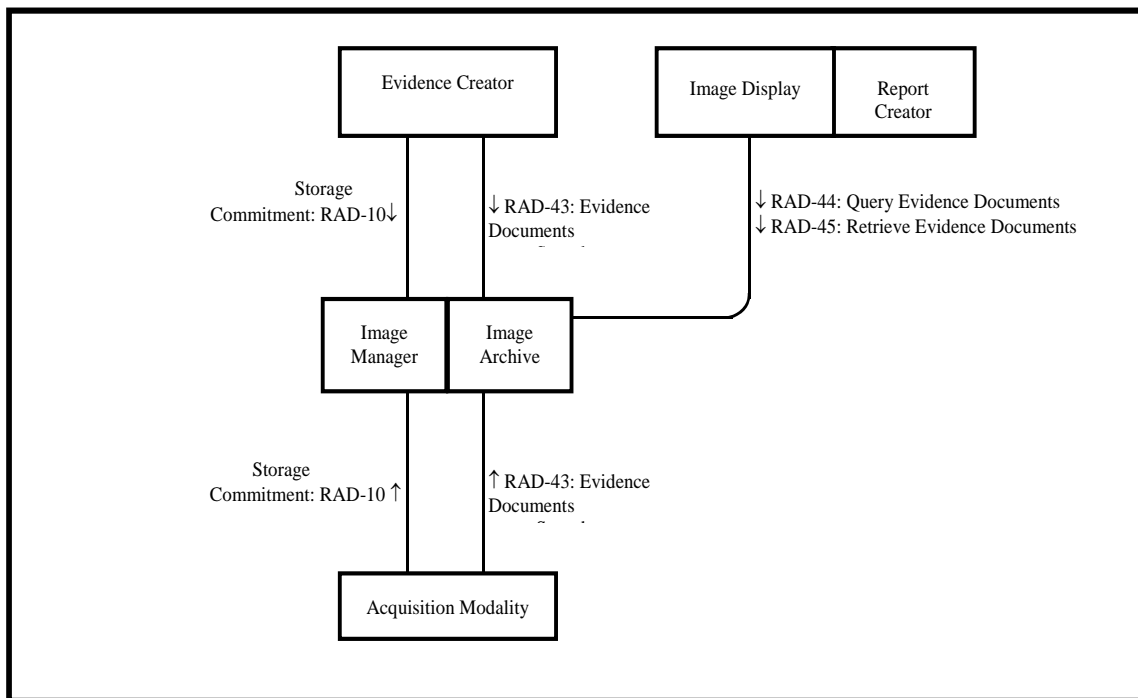 Evidence Creator
Image Display
Report
Creator
Storage
Commitment: RAD-10↓
↓ RAD-43: Evidence
Documents
↓ RAD-44: Query Evidence Documents
↓ RAD-45: Retrieve Evidence Documents
Image
Manager
Image
Archive
Storage
Commitment: RAD-10 ↑
↑ RAD-43: Evidence
Documents
Acquisition Modality